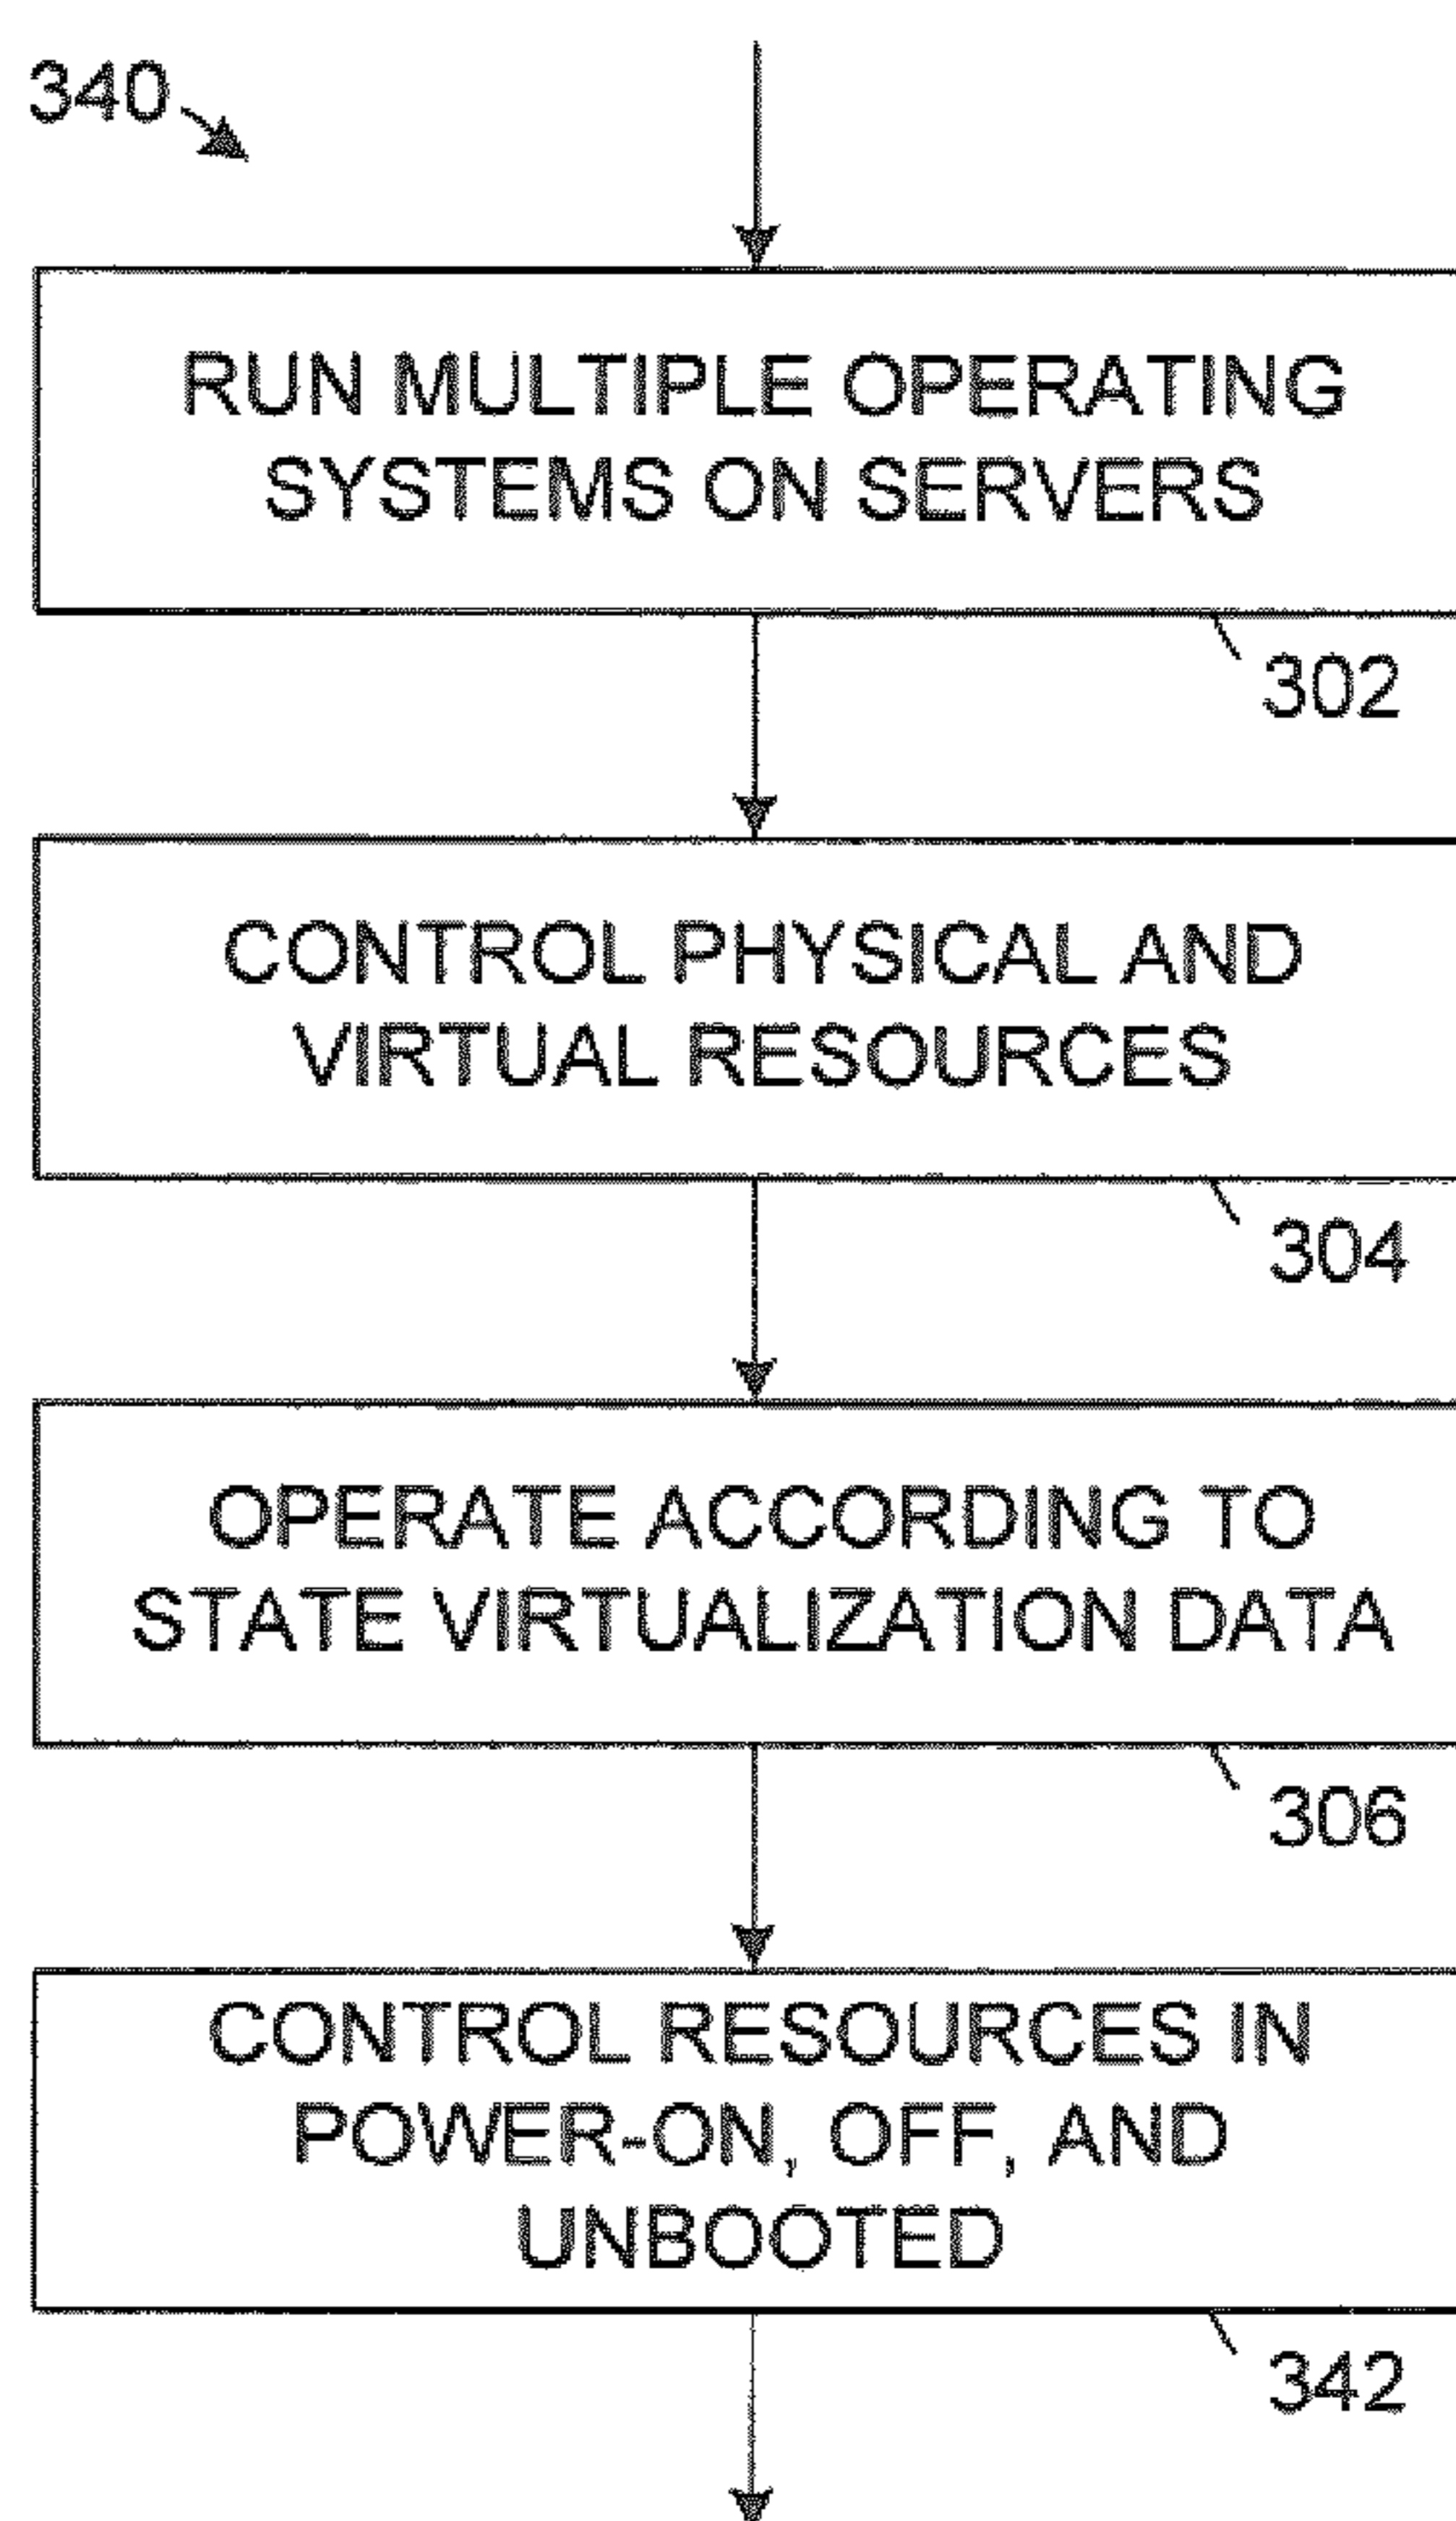 340
RUN MULTIPLE OPERATING
SYSTEMS ON SERVERS
302
CONTROL PHYSICAL AND
VIRTUAL RESOURCES
304
OPERATE ACCORDING TO
STATE VIRTUALIZATION DATA
306
CONTROL RESOURCES IN
POWER-ON, OFF, AND
UNBOOTED
342